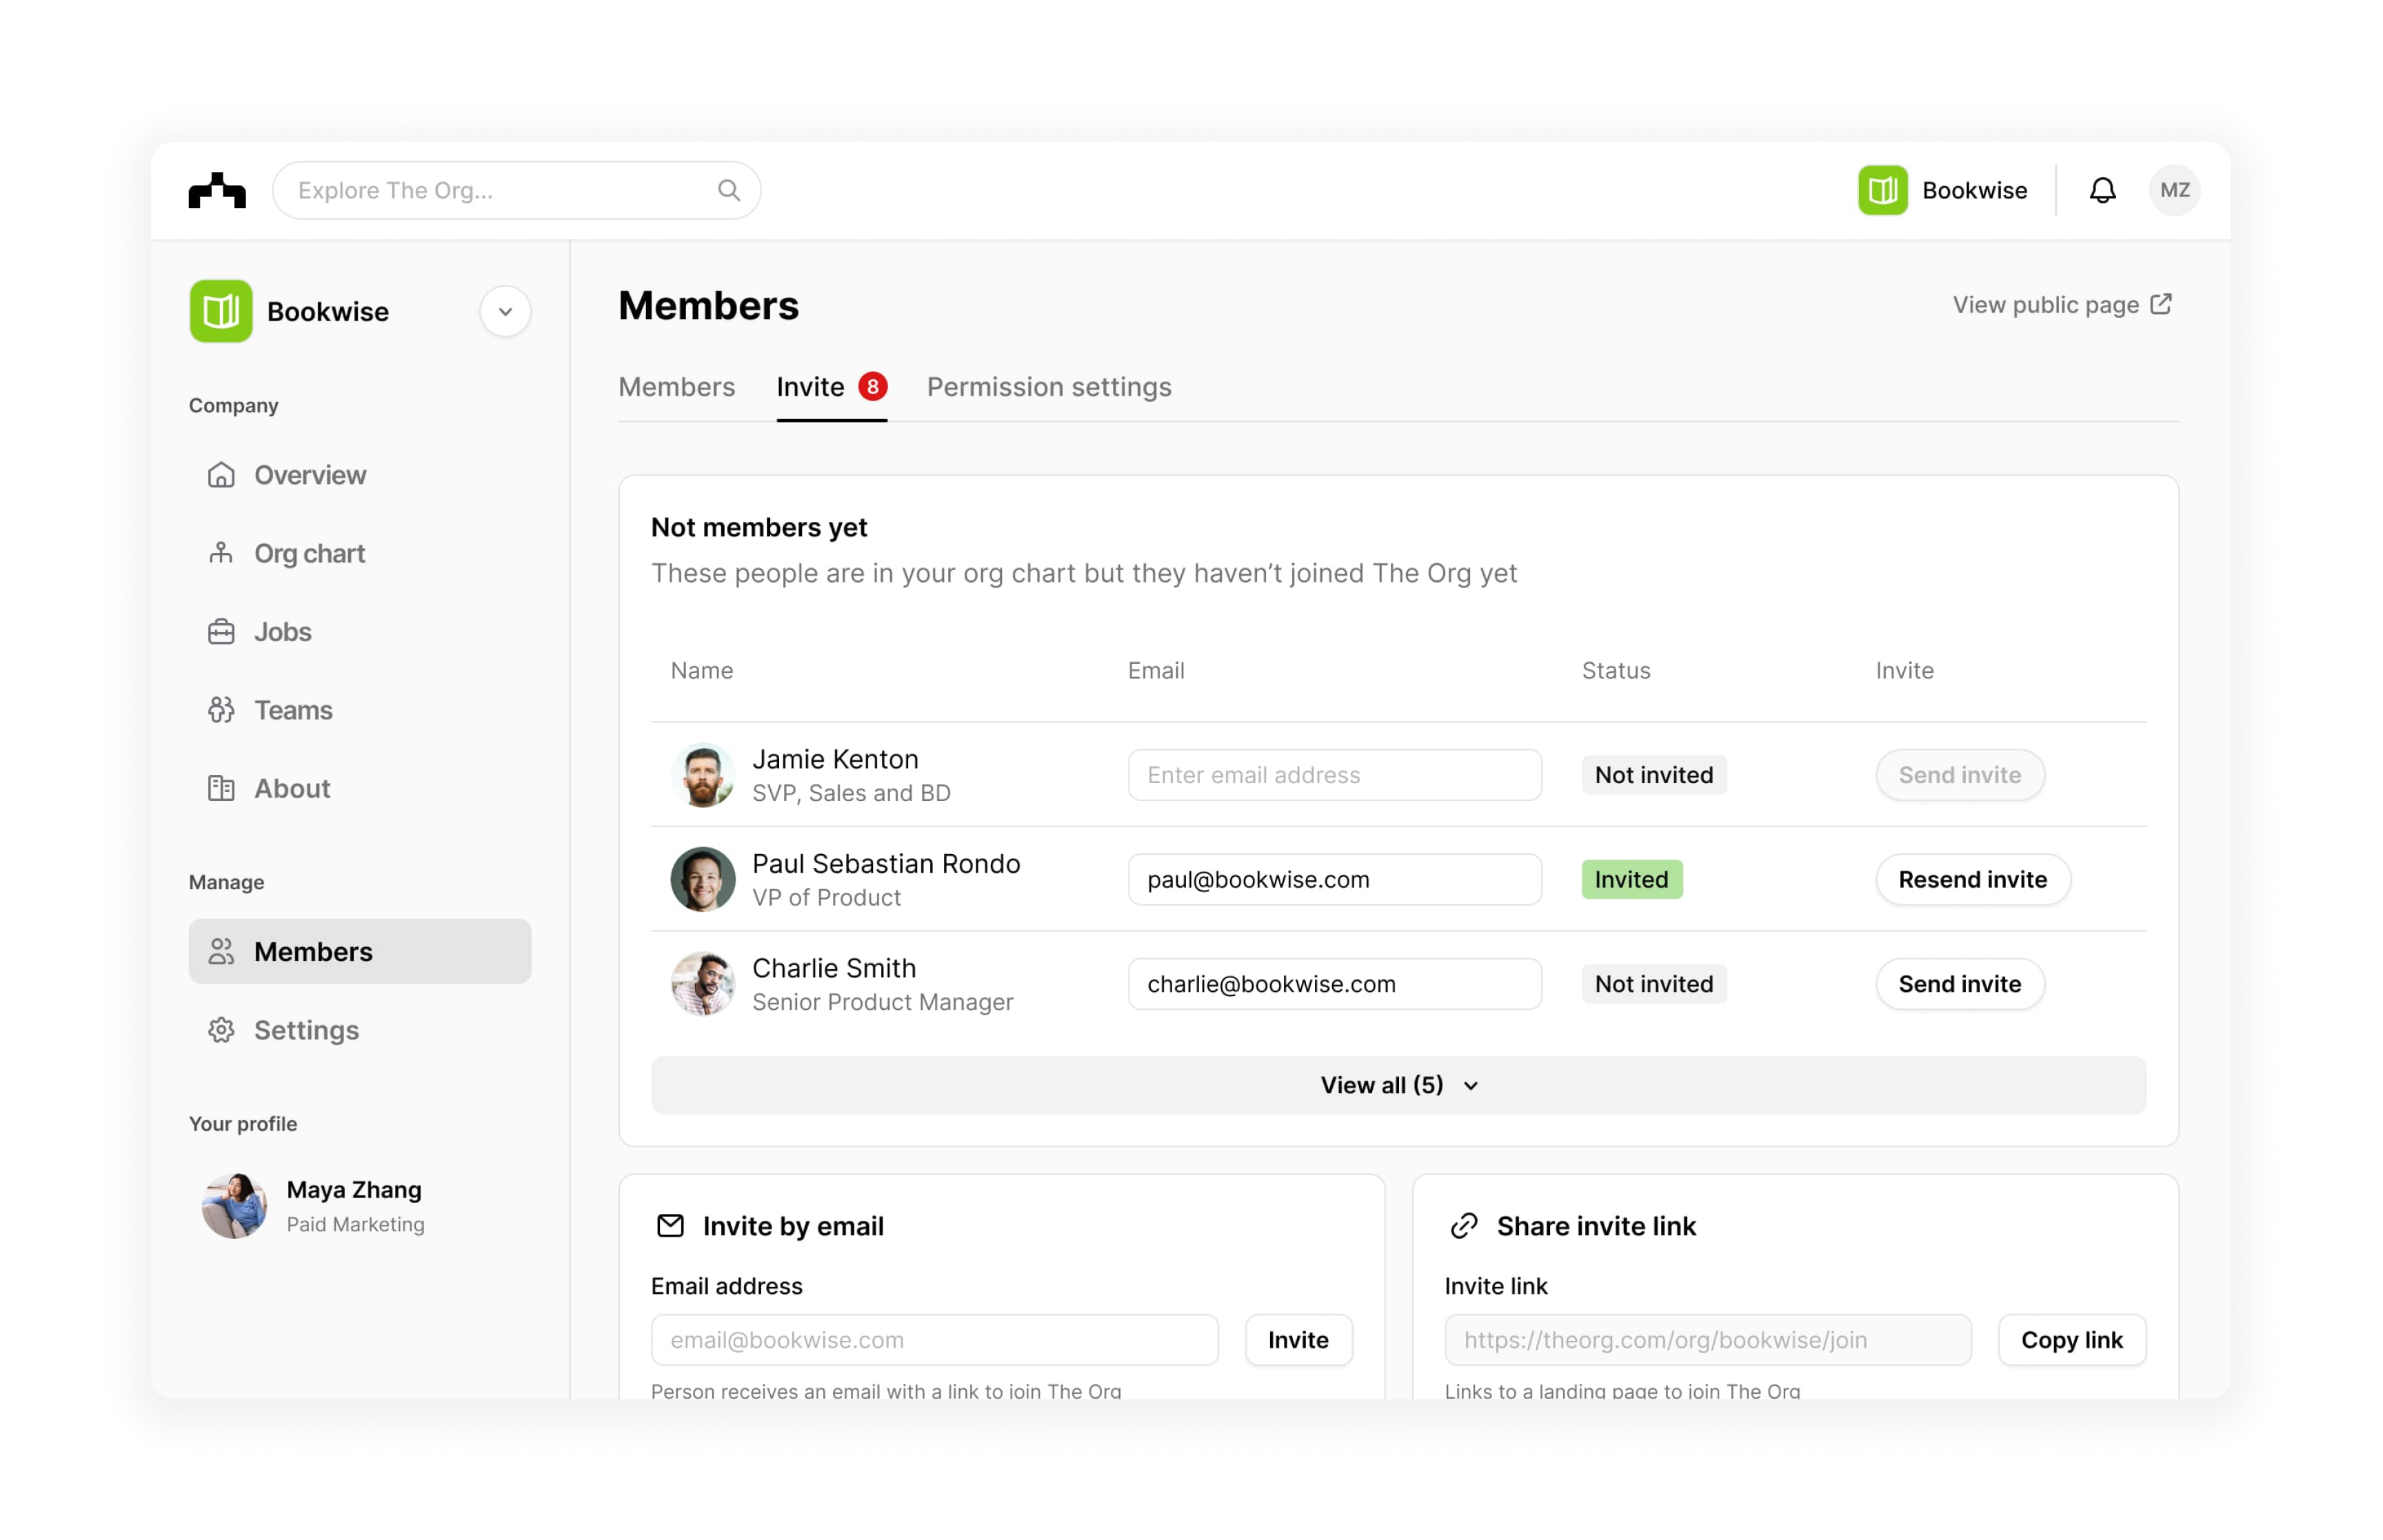 Explore The Org...
Bookwise
MZ
Bookwise
Company
Overview
Org chart
Jobs
Teams
About
Manage
Members
Settings
Your profile
Maya Zhang
Paid Marketing
Members
View public page
Members Invite 8 Permission settings
Not members yet
These people are in your org chart but they haven’t joined The Org yet
Name Email Status Invite
Jamie Kenton
SVP, Sales and BD
Enter email address
Not invited
Send invite
Paul Sebastian Rondo
VP of Product
paul@bookwise.com
Invited
Resend invite
Charlie Smith
Senior Product Manager
charlie@bookwise.com
Not invited
Send invite
View all (5)
Invite by email
Email address
email@bookwise.com
Invite
Person receives an email with a link to join The Org
Share invite link
Invite link
https://theorg.com/org/bookwise/join
Copy link
Links to a landing page to join The Org